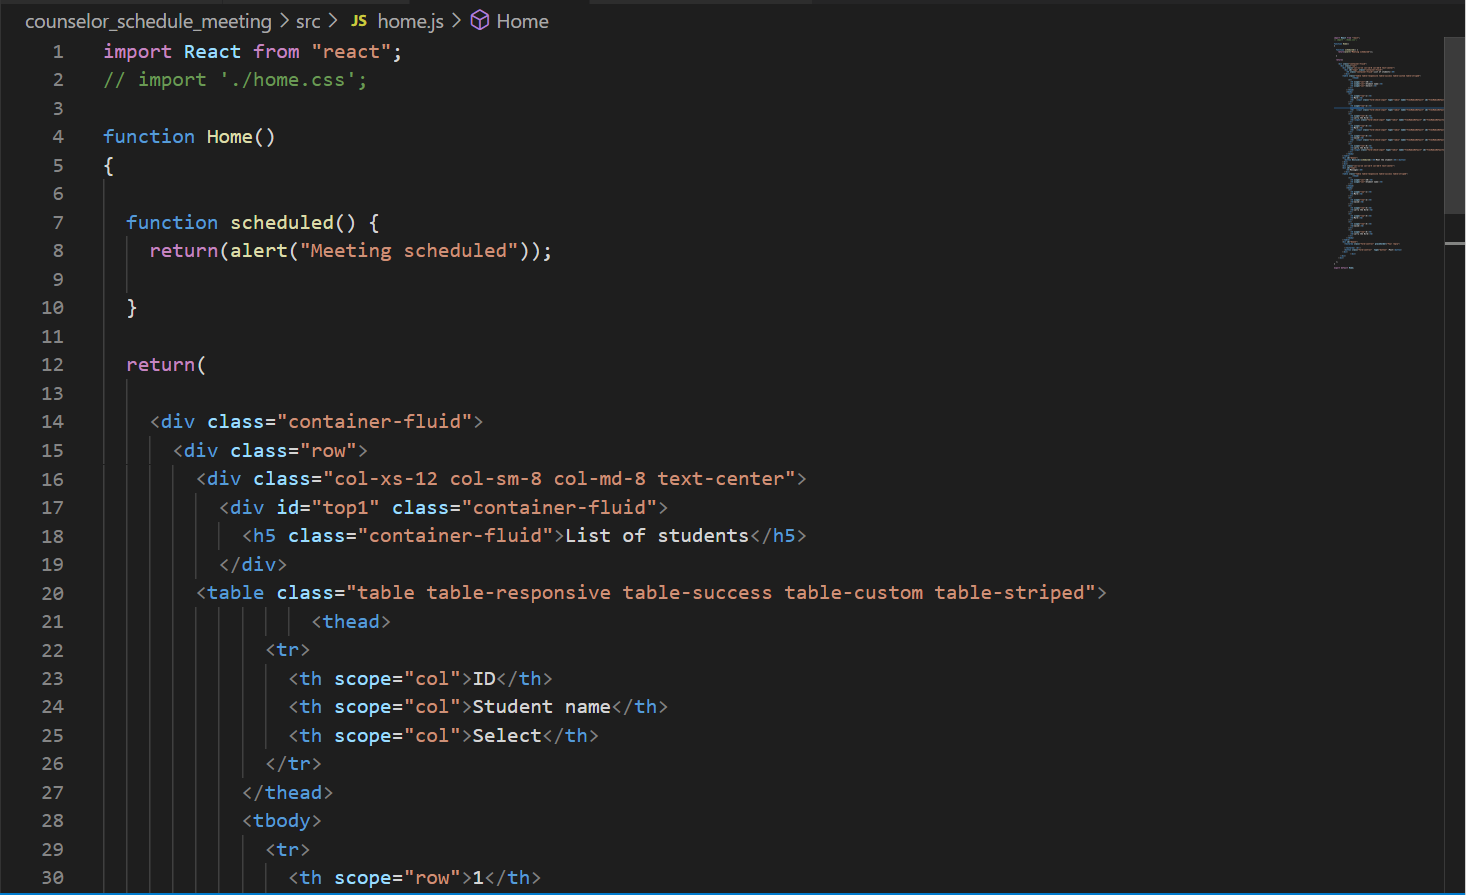 counselor_schedule_meeting > src > JS home.js > Home
1 import React from "react";
2 // import './home.css';
3
4 function Home()
5 {
6
7 function scheduled() {
8 return(alert("Meeting scheduled"));
9
10 }
11
12 return(
13
14 <div class="container-fluid">
15 <div class="row">
16 <div class="col-xs-12 col-sm-8 col-md-8 text-center">
17 <div id="top1" class="container-fluid">
18 <h5 class="container-fluid">List of students</h5>
19 </div>
20 <table class="table table-responsive table-success table-custom table-striped">
21 <thead>
22 <tr>
23 <th scope="col">ID</th>
24 <th scope="col">Student name</th>
25 <th scope="col">Select</th>
26 </tr>
27 </thead>
28 <tbody>
29 <tr>
30 <th scope="row">1</th>